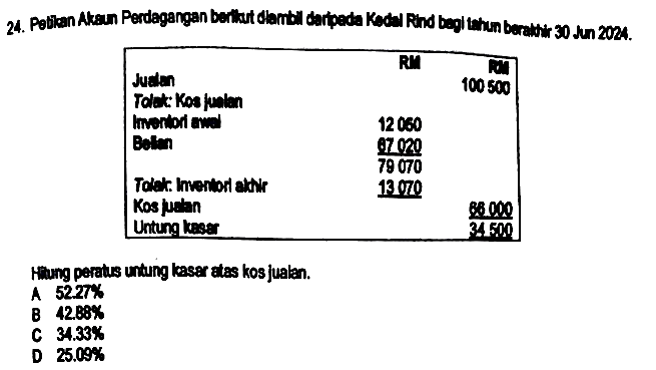 24. Petikan Akaun Perdagangan berikut diambil daripada Kedai Rind bagi tahun berakhir 30 Jun 2024.
RM RM
Jualan 100 500
Tolak: Kos jualan
Inventori awal 12 050
Belian 67 020
79 070
Tolak: Inventori akhir 13 070
Kos jualan 66 000
Untung kasar 34 500
Hitung peratus untung kasar atas kos jualan.
A 52.27%
B 42.88%
C 34.33%
D 25.09%